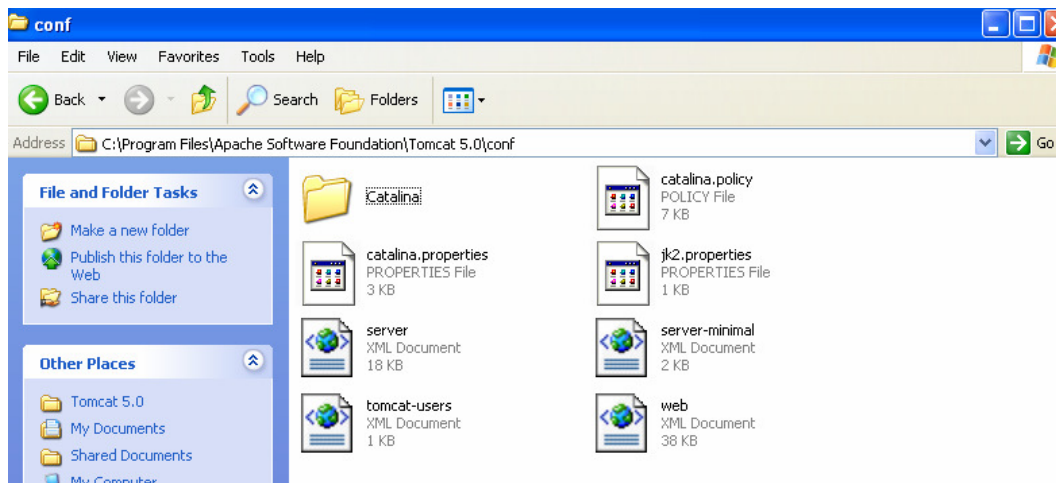 conf
File Edit View Favorites Tools Help
Back Search Folders
Address C:\Program Files\Apache Software Foundation\Tomcat 5.0\conf Go
File and Folder Tasks
Make a new folder
Publish this folder to the
Web
Share this folder
Other Places
Tomcat 5.0
My Documents
Shared Documents
My Computer
Catalina
catalina.policy
POLICY File
7 KB
catalina.properties
PROPERTIES File
3 KB
jk2.properties
PROPERTIES File
1 KB
server
XML Document
18 KB
server-minimal
XML Document
2 KB
tomcat-users
XML Document
1 KB
web
XML Document
38 KB